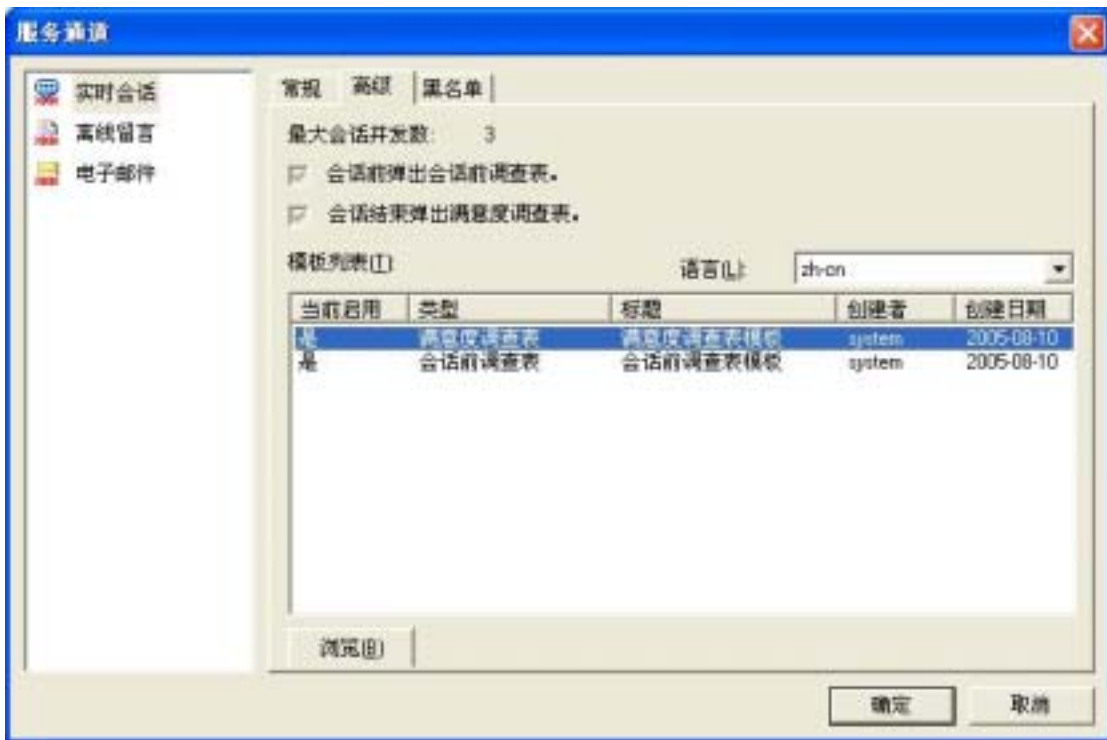 服务通道
实时会话
离线留言
电子邮件
常规 高级 黑名单
最大会话并发数: 3
会话前弹出会话前调查表。
会话结束弹出满意度调查表。
模板列表(T)
语言(L): zh-cn
当前启用 类型 标题 创建者 创建日期
是 满意度调查表 满意度调查表模板 system 2005-08-10
是 会话前调查表 会话前调查表模板 system 2005-08-10
浏览(B)
确定 取消